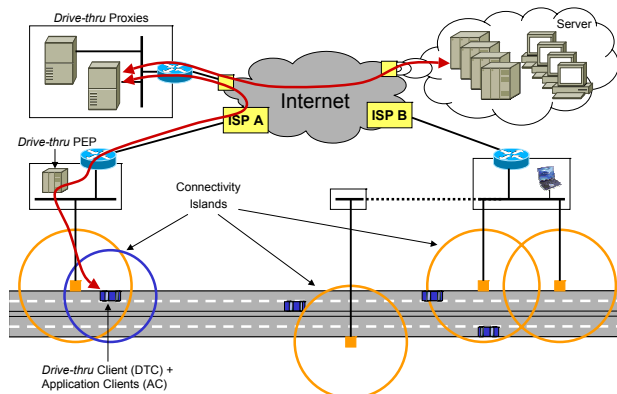 Drive-thru Proxies
Server
Internet
ISP A
ISP B
Drive-thru PEP
Connectivity
Islands
Drive-thru Client (DTC) +
Application Clients (AC)